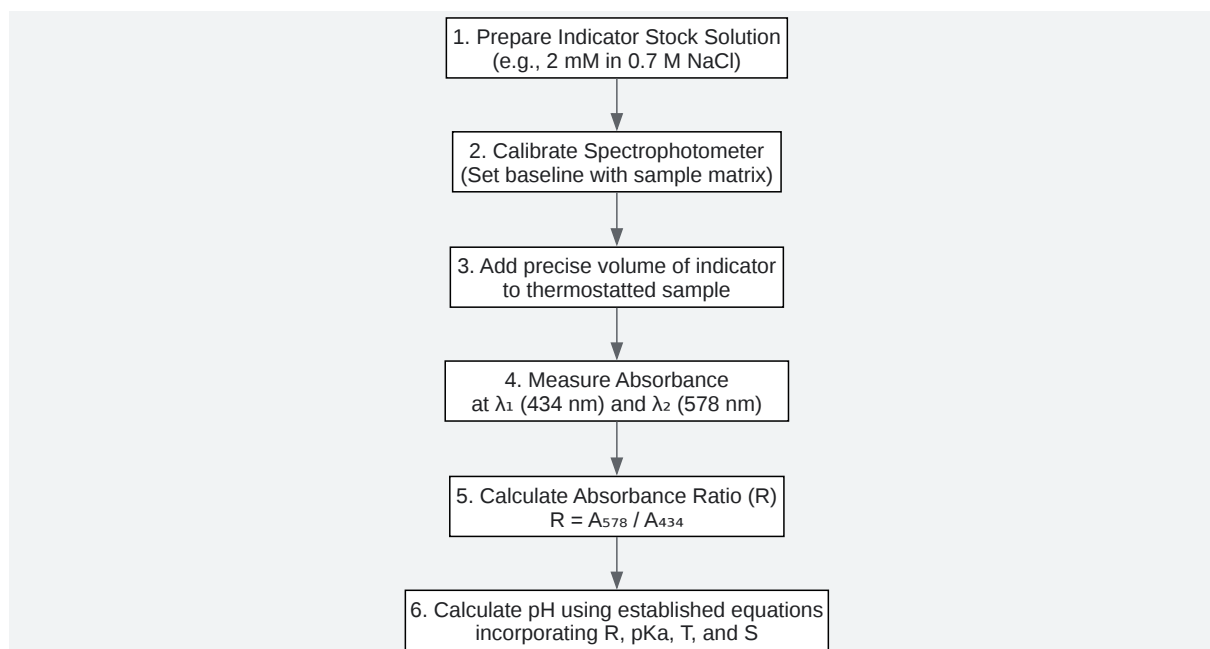 1. Prepare Indicator Stock Solution
(e.g., 2 mM in 0.7 M NaCl)
2. Calibrate Spectrophotometer
(Set baseline with sample matrix)
3. Add precise volume of indicator
to thermostatted sample
4. Measure Absorbance
at λ₁ (434 nm) and λ₂ (578 nm)
5. Calculate Absorbance Ratio (R)
R = A₅₇₈ / A₄₃₄
6. Calculate pH using established equations
incorporating R, pKa, T, and S